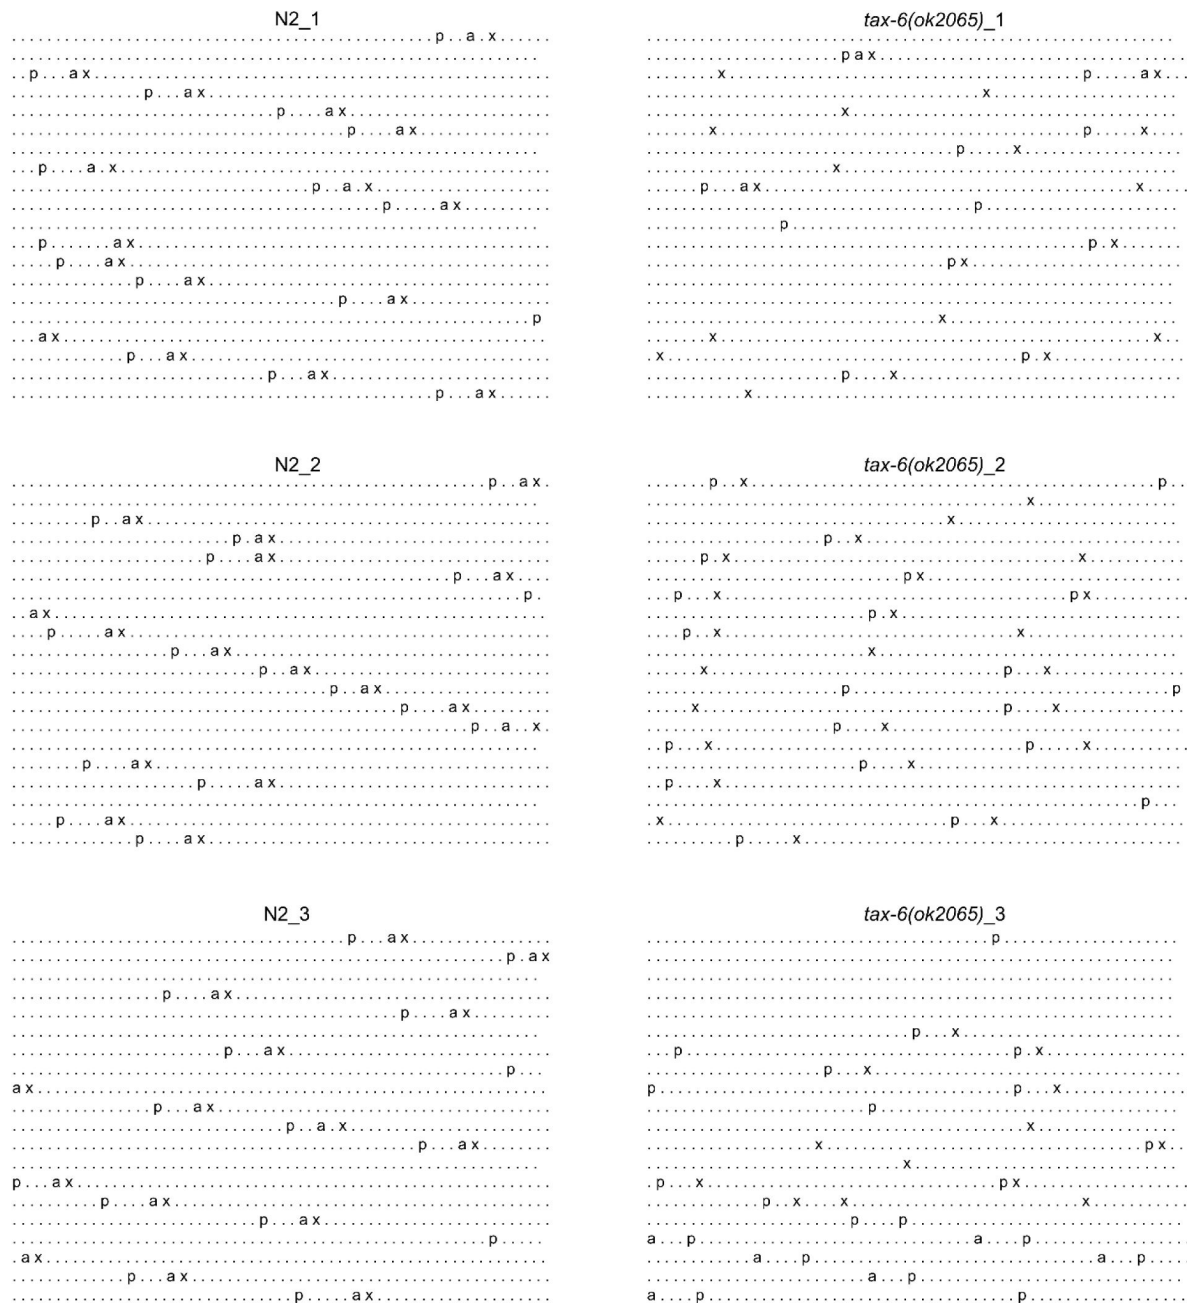 N2_1
p . . a . x
p . . . a x
p . . . a x
p . . . . a x
p . . . . a x
p . . . . a . x
p . . a . x
p . . . . . a x
p . . . . . . . a x
p . . . . a x
p . . . . a x
p . . . . a x
p
a x
p . . . a x
p . . . a x
p . . . a x
tax-6(ok2065)_1
p a x
x p . . . . . a x
x
x
x p . . . . . x
p . . . . . x
x
p . . . a x x
p
p
p . x
p x
x
x x
x p . x
p . . . . x
x
N2_2
p . . a x
p . . a x
p . a x
p . . . . a x
p . . . a x
p
a x
p . . . . . a x
p . . . a x
p . . a x
p . . a x
p . . . . a x
p . . a . . x
p . . . . a x
p . . . . . a x
p . . . . a x
p . . . . a x
tax-6(ok2065)_2
p . . x p
x
x
p . . x
p . x x
p x
p . . . x p x
p . x
p . . x x
x
x p . . . x
p p
x p . . . . x
p . . . . x
p . . . x p . . . . . x
p . . . . x
p . . . . x
p
x p . . . x
p . . . . . x
N2_3
p . . . a x
p . a x
p . . . . a x
p . . . . a x
p . . . a x
p
a x
p . . . a x
p . . a . x
p . . . a x
p . . . a x
p . . . . a x
p . . . a x
p
a x
p . . . a x
p . . . . . a x
tax-6(ok2065)_3
p
p . . . x
p p . x
p . . . x
p p . . . x
p
x
x p x
x
p . . . x p x
p . . x x x
p . . . . p
a . . . p a . . . . p
a . . . . p a . . . p
a . . . p
a . . . . p p